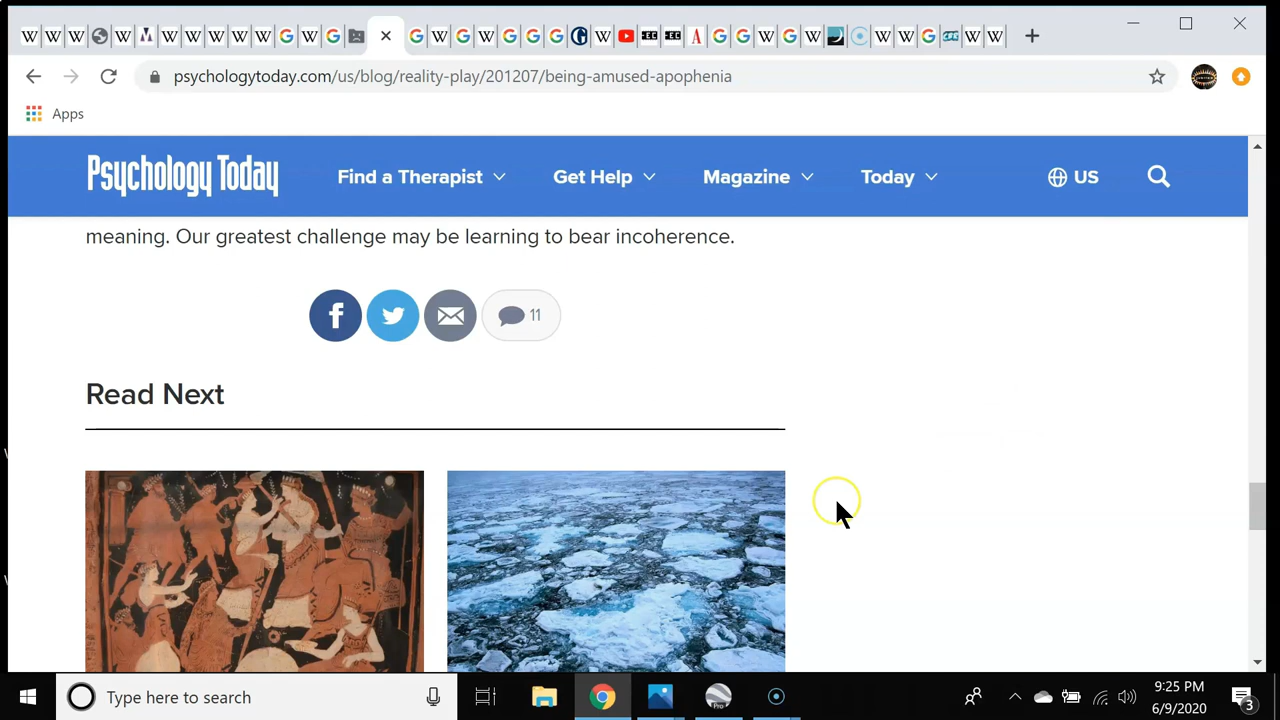 psychologytoday.com/us/blog/reality-play/201207/being-amused-apophenia
Apps
Psychology Today
Find a Therapist
Get Help
Magazine
Today
US
meaning. Our greatest challenge may be learning to bear incoherence.
11
Read Next
Type here to search
9:25 PM
6/9/2020
3